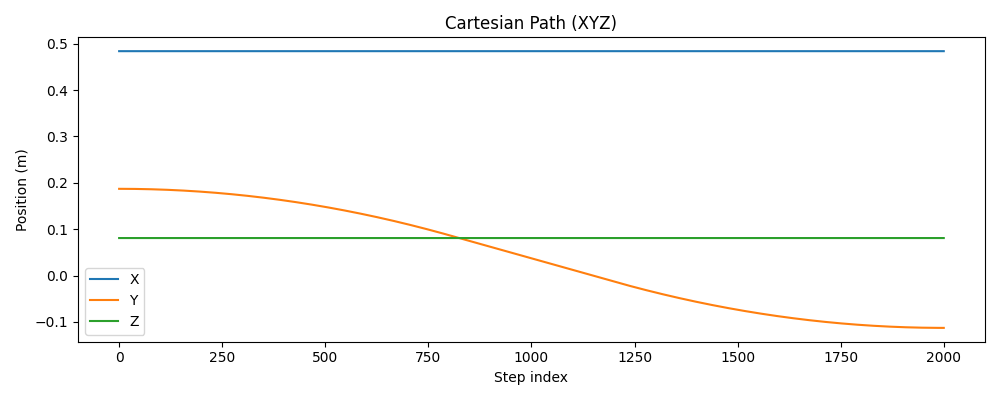 Cartesian Path (XYZ)
Position (m)
0.5
0.4
0.3
0.2
0.1
0.0
−0.1
X
Y
Z
0 250 500 750 1000 1250 1500 1750 2000
Step index